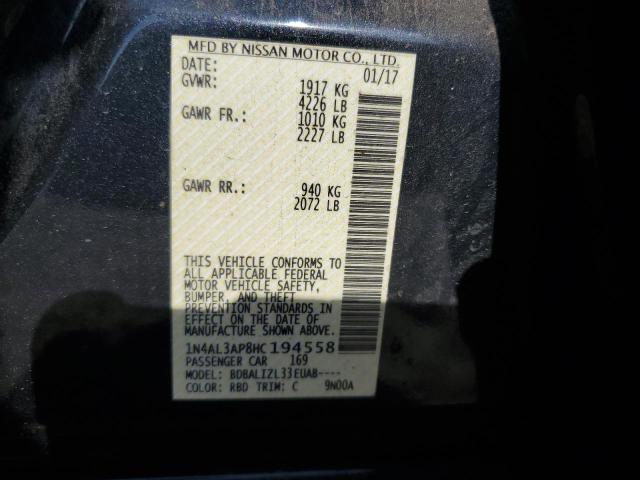 MFD BY NISSAN MOTOR CO., LTD.
DATE: 01/17
GVWR: 1917 KG
4226 LB
GAWR FR.: 1010 KG
2227 LB
GAWR RR.: 940 KG
2072 LB
THIS VEHICLE CONFORMS TO
ALL APPLICABLE FEDERAL
MOTOR VEHICLE SAFETY,
BUMPER, AND THEFT
PREVENTION STANDARDS IN
EFFECT ON THE DATE OF
MANUFACTURE SHOWN ABOVE.
1N4AL3AP8HC194558
PASSENGER CAR 169
MODEL: BDBALIZL33EUA8----
COLOR: RBD TRIM: C 9N00A